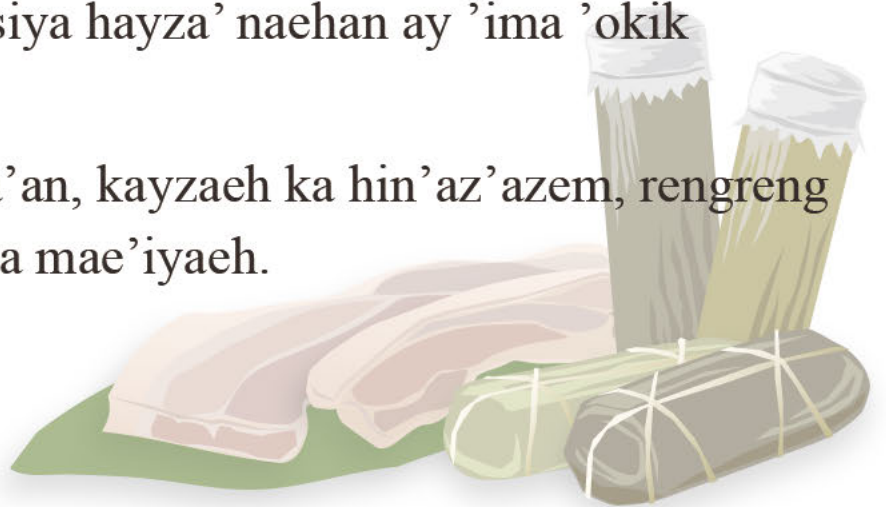 siya hayza’ naehan ay ’ima ’okik
’an, kayzaeh ka hin’az’azem, rengreng
a mae’iyaeh.